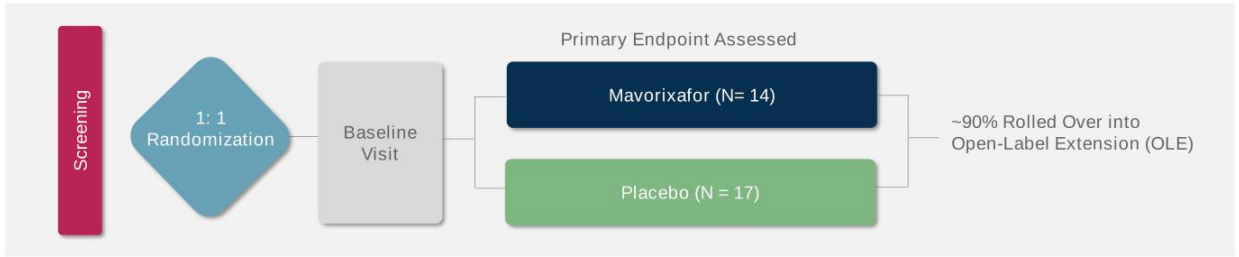 Screening
1: 1
Randomization
Baseline
Visit
Primary Endpoint Assessed
Mavorixafor (N= 14)
Placebo (N = 17)
~90% Rolled Over into
Open-Label Extension (OLE)